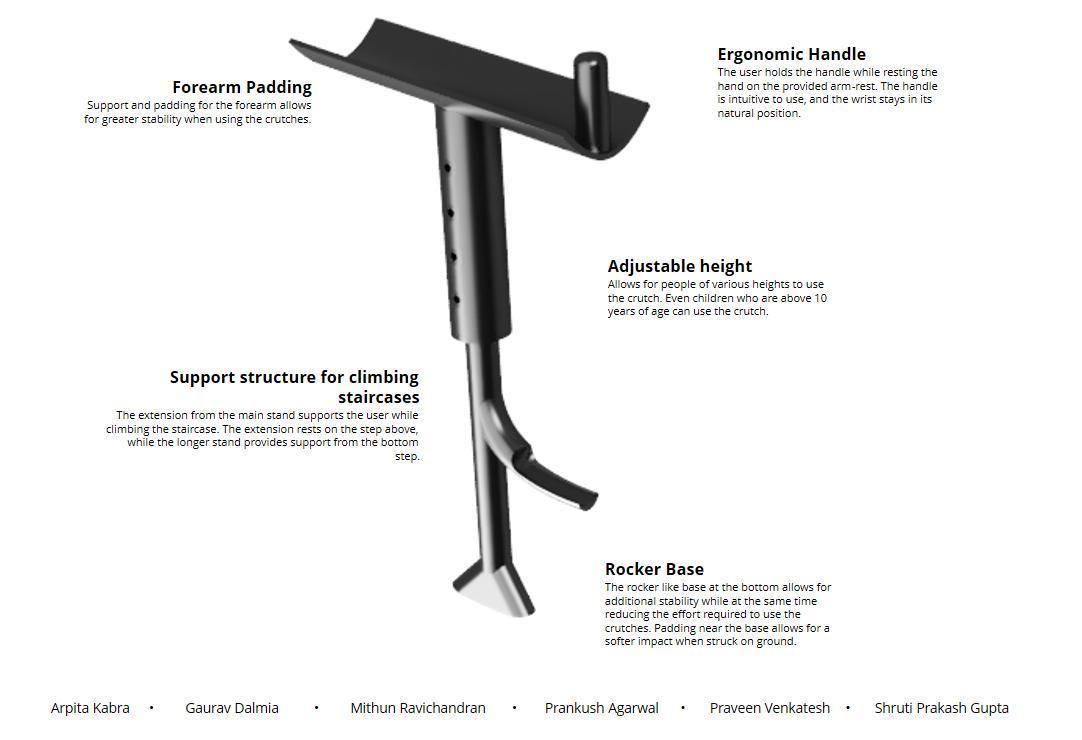 Forearm Padding
Support and padding for the forearm allows
for greater stability when using the crutches.
Ergonomic Handle
The user holds the handle while resting the
hand on the provided arm-rest. The handle
is intuitive to use, and the wrist stays in its
natural position.
Adjustable height
Allows for people of various heights to use
the crutch. Even children who are above 10
years of age can use the crutch.
Support structure for climbing
staircases
The extension from the main stand supports the user while
climbing the staircase. The extension rests on the step above,
while the longer stand provides support from the bottom
step.
Rocker Base
The rocker like base at the bottom allows for
additional stability while at the same time
reducing the effort required to use the
crutches. Padding near the base allows for a
softer impact when struck on ground.
Arpita Kabra • Gaurav Dalmia • Mithun Ravichandran • Prankush Agarwal • Praveen Venkatesh • Shruti Prakash Gupta